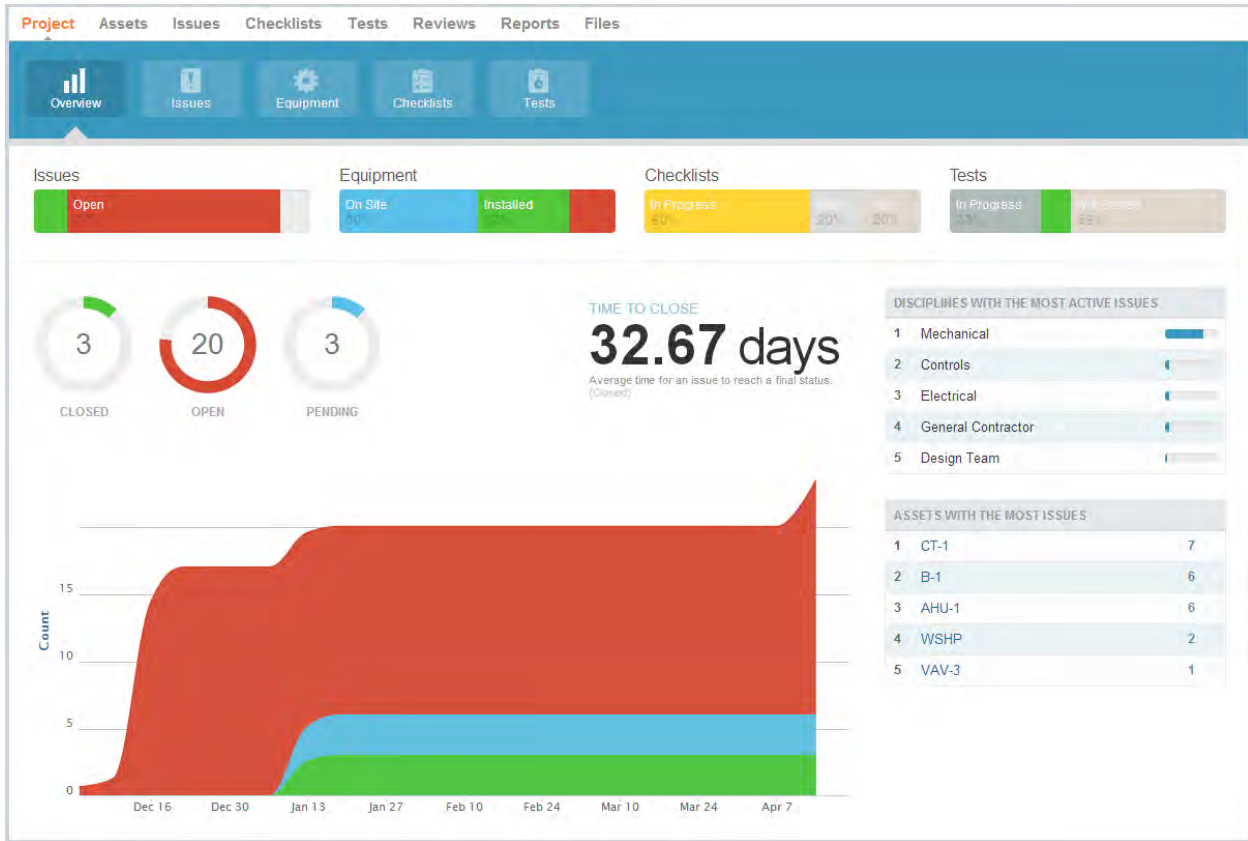 Project Assets Issues Checklists Tests Reviews Reports Files
Overview Issues Equipment Checklists Tests
Issues Equipment Checklists Tests
Open On Site Installed In Progress In Progress
60% 20% 20%
3 20 3
CLOSED OPEN PENDING
TIME TO CLOSE
32.67 days
Average time for an issue to reach a final status.
(Closed)
DISCIPLINES WITH THE MOST ACTIVE ISSUES
1 Mechanical
2 Controls
3 Electrical
4 General Contractor
5 Design Team
ASSETS WITH THE MOST ISSUES
1 CT-1 7
2 B-1 6
3 AHU-1 6
4 WSHP 2
5 VAV-3 1
Count
15
10
5
0
Dec 16 Dec 30 Jan 13 Jan 27 Feb 10 Feb 24 Mar 10 Mar 24 Apr 7